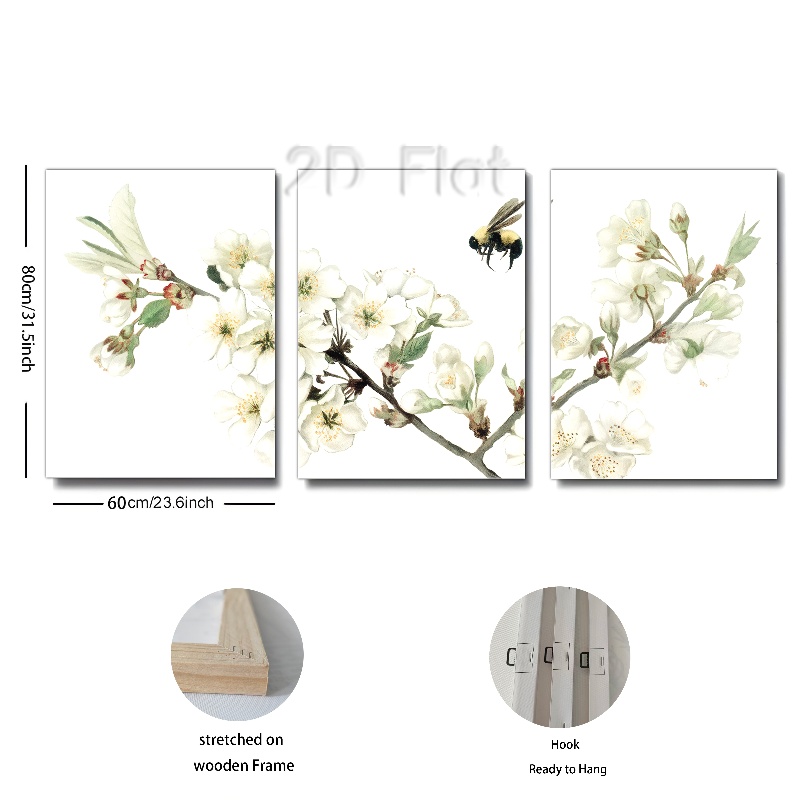 2D Flat
80cm/31.5inch
60cm/23.6inch
stretched on
wooden Frame
Hook
Ready to Hang